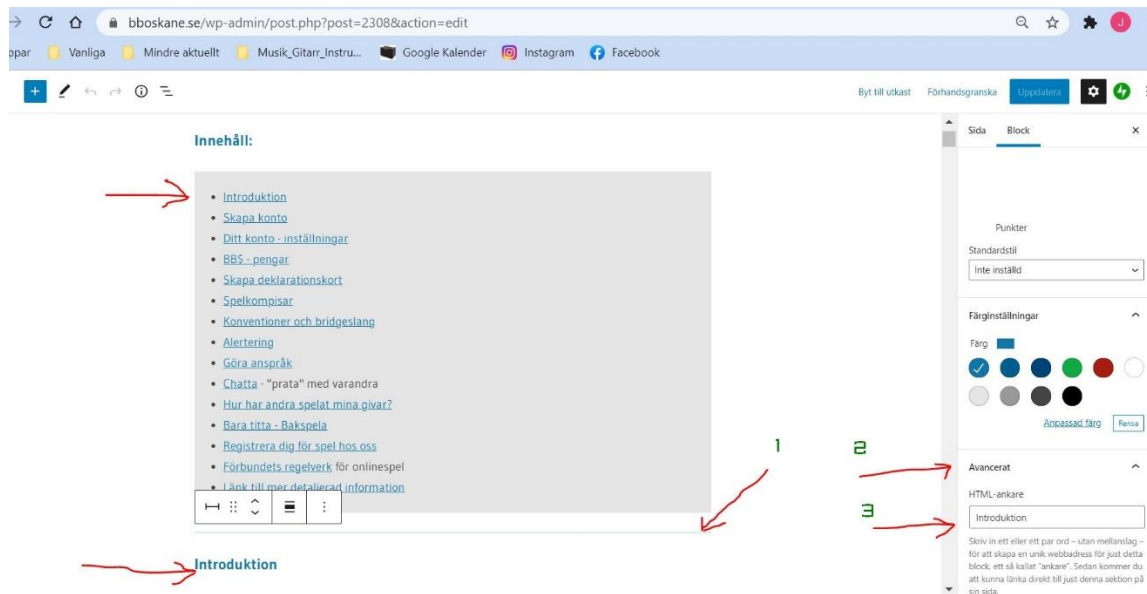 bboskane.se/wp-admin/post.php?post=2308&action=edit
J
ppar Vanliga Mindre aktuellt Musik_Gitarr_Instru... Google Kalender Instagram Facebook
Byt till utkast Förhandsgranska Uppdatera
Sida Block
Innehåll:
Introduktion
Skapa konto
Ditt konto - inställningar
BB$ - pengar
Skapa deklarationskort
Spelkompisar
Konventioner och bridgeslang
Alertering
Göra anspråk
Chatta - "prata" med varandra
Hur har andra spelat mina givar?
Bara titta - Bakspela
Registrera dig för spel hos oss
Förbundets regelverk för onlinespel
Länk till mer detaljerad information
Introduktion
1
2
3
Punkter
Standardstil
Inte inställd
Färginställningar
Färg
Anpassad färg Rensa
Avancerat
HTML-ankare
Introduktion
Skriv in ett eller ett par ord – utan mellanslag –
för att skapa en unik webbadress för just detta
block, ett så kallat "ankare". Sedan kommer du
att kunna länka direkt till just denna sektion på
sin sida.